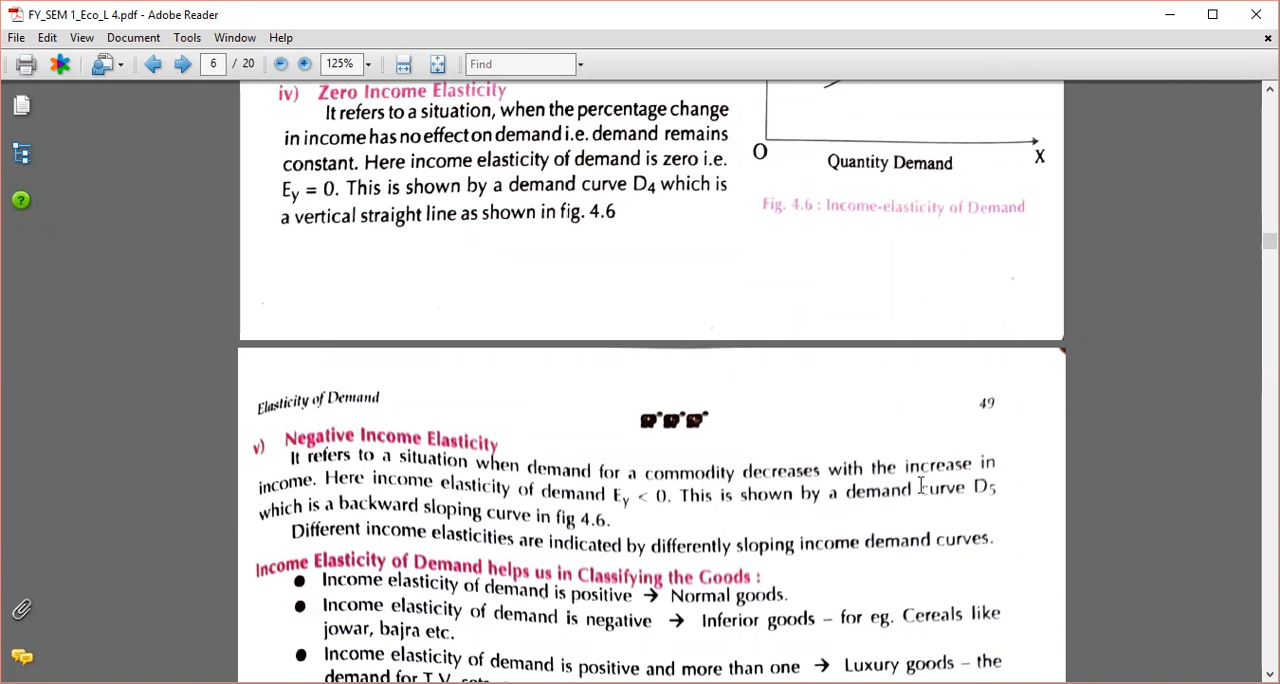 FY_SEM 1_Eco_L 4.pdf - Adobe Reader
File Edit View Document Tools Window Help
6 / 20 125% Find
iv) Zero Income Elasticity
It refers to a situation, when the percentage change
in income has no effect on demand i.e. demand remains
constant. Here income elasticity of demand is zero i.e.
Ey = 0. This is shown by a demand curve D4 which is
a vertical straight line as shown in fig. 4.6
O
Quantity Demand
X
Fig. 4.6 : Income-elasticity of Demand
Elasticity of Demand
49
v) Negative Income Elasticity
It refers to a situation when demand for a commodity decreases with the increase in
income. Here income elasticity of demand Ey < 0. This is shown by a demand curve D5
which is a backward sloping curve in fig 4.6.
Different income elasticities are indicated by differently sloping income demand curves.
Income Elasticity of Demand helps us in Classifying the Goods :
● Income elasticity of demand is positive → Normal goods.
● Income elasticity of demand is negative → Inferior goods – for eg. Cereals like
jowar, bajra etc.
● Income elasticity of demand is positive and more than one → Luxury goods – the
demand for T.V. sets